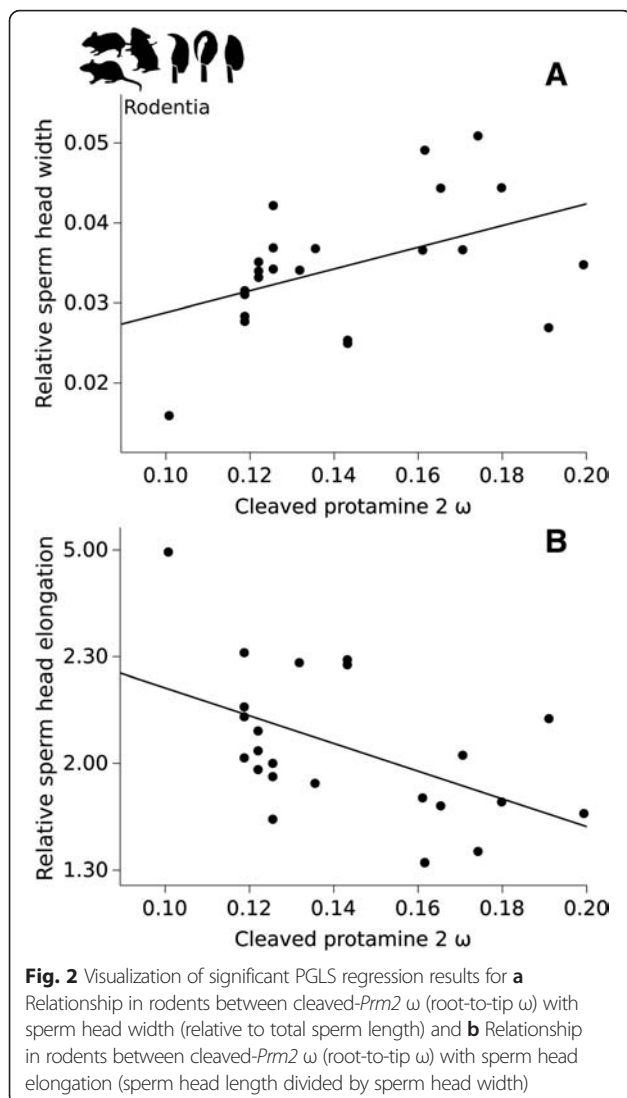 A
Rodentia
Relative sperm head width
0.05
0.04
0.03
0.02
0.10 0.12 0.14 0.16 0.18 0.20
Cleaved protamine 2 ω
B
Relative sperm head elongation
5.00
2.30
2.00
1.30
0.10 0.12 0.14 0.16 0.18 0.20
Cleaved protamine 2 ω
Fig. 2 Visualization of significant PGLS regression results for a
Relationship in rodents between cleaved-Prm2 ω (root-to-tip ω) with
sperm head width (relative to total sperm length) and b Relationship
in rodents between cleaved-Prm2 ω (root-to-tip ω) with sperm head
elongation (sperm head length divided by sperm head width)